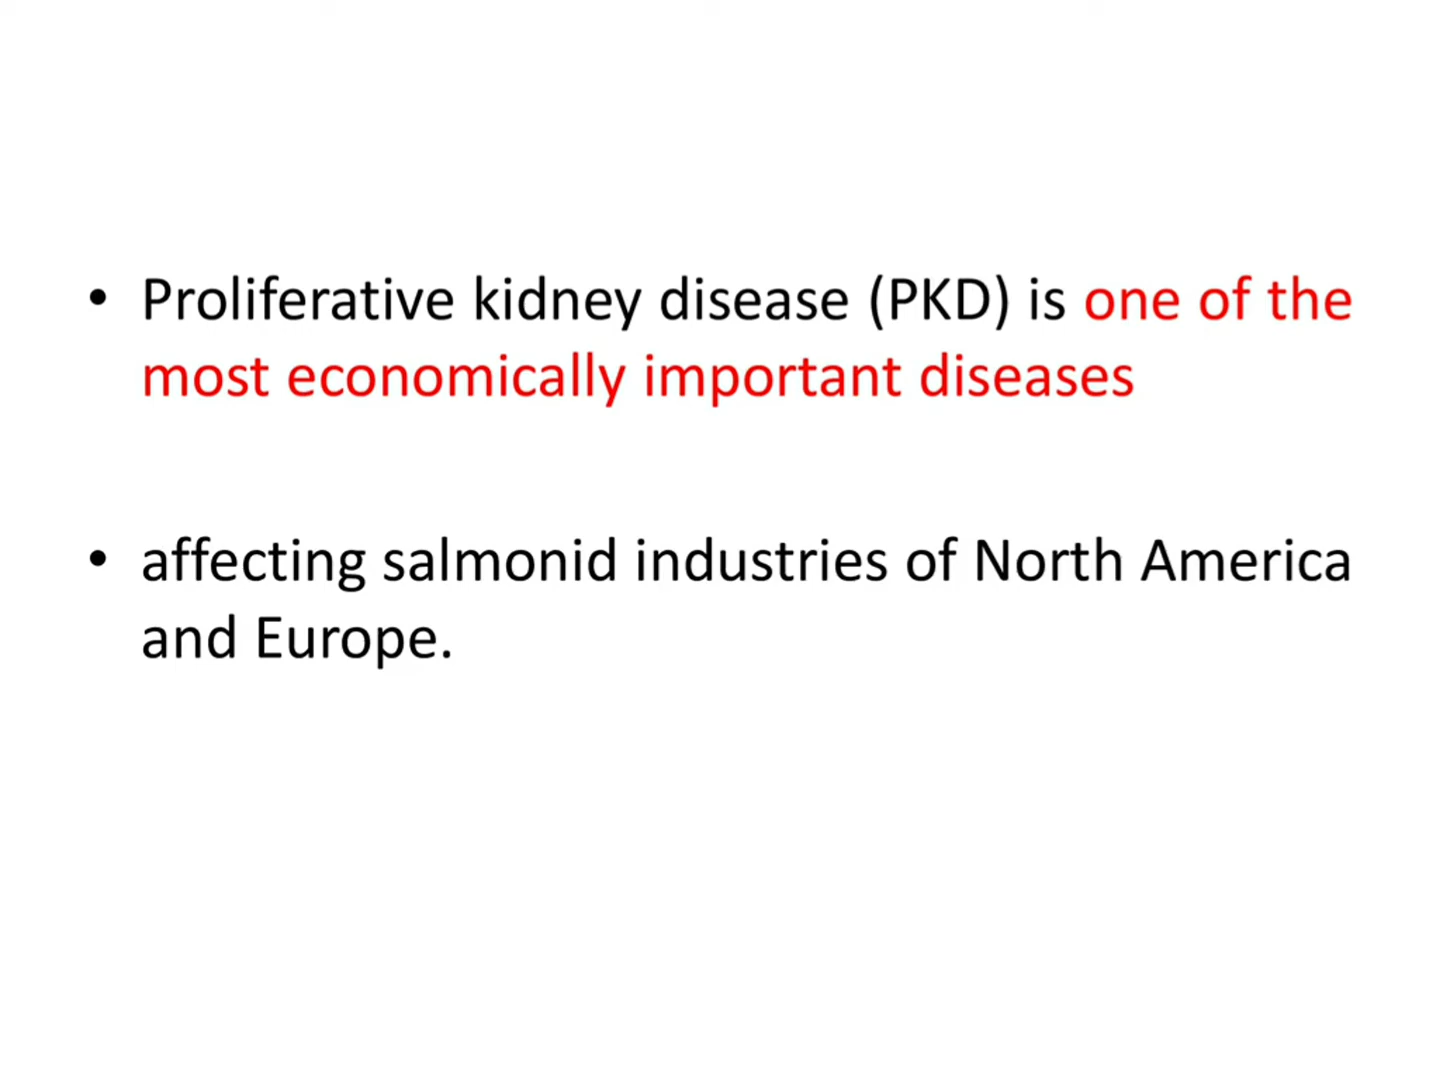 • Proliferative kidney disease (PKD) is one of the
most economically important diseases
• affecting salmonid industries of North America
and Europe.